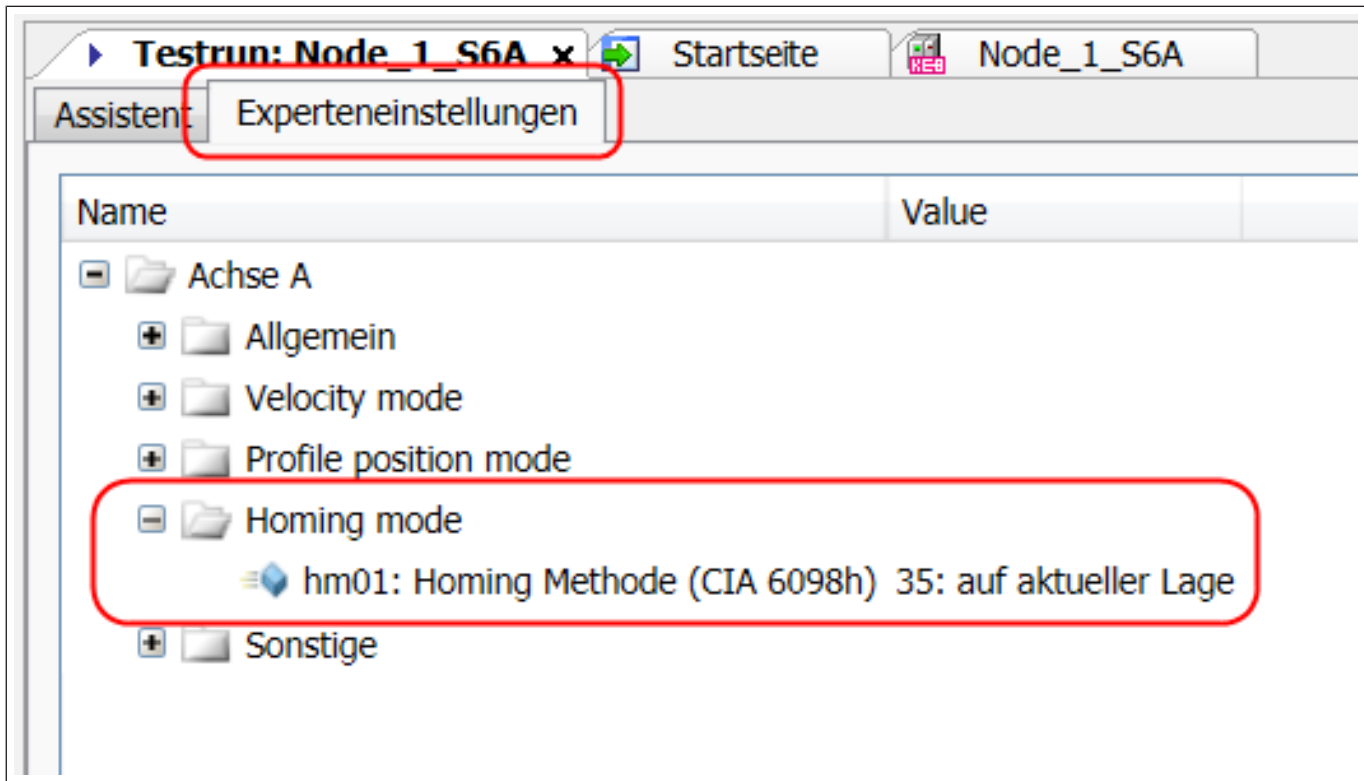 Testrun: Node_1_S6A x Startseite KEB Node_1_S6A
Assistent Experteneinstellungen
Name Value
Achse A
Allgemein
Velocity mode
Profile position mode
Homing mode
hm01: Homing Methode (CIA 6098h) 35: auf aktueller Lage
Sonstige